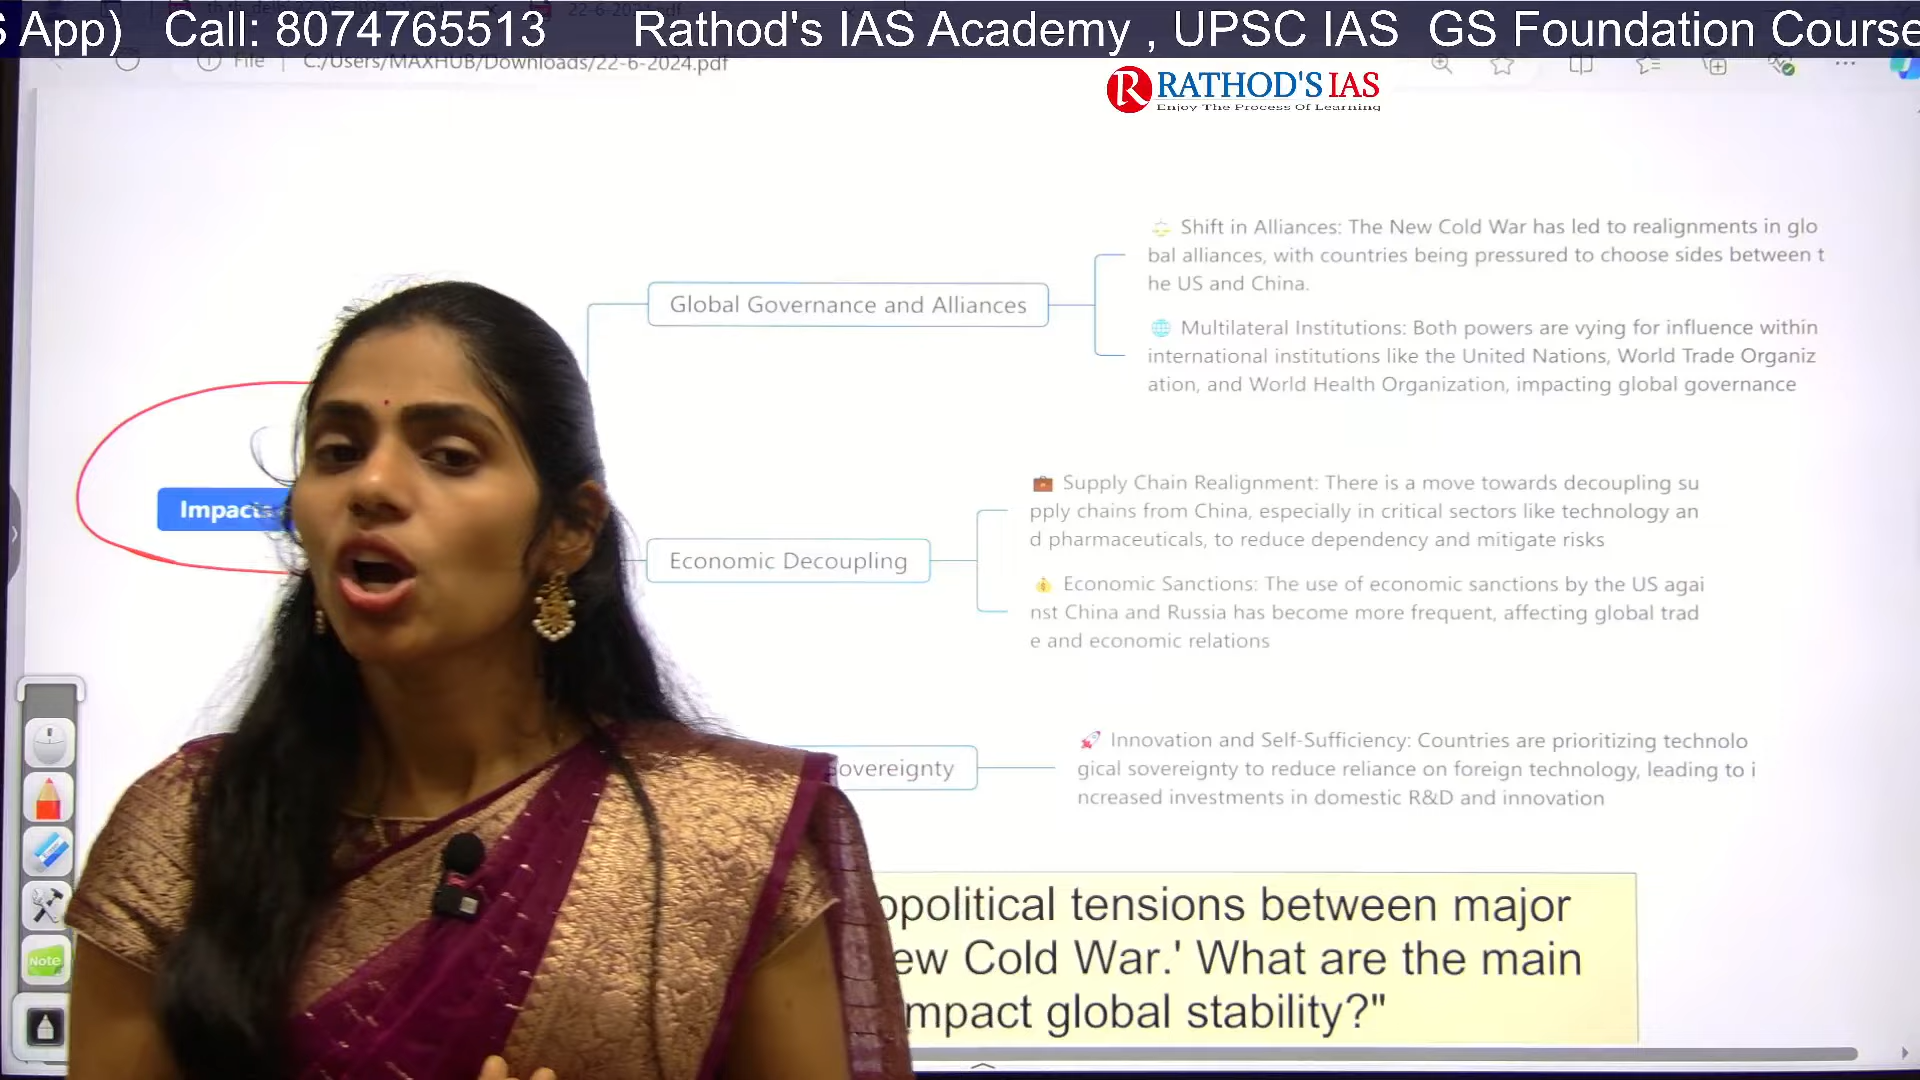 S App) Call: 8074765513 Rathod's IAS Academy , UPSC IAS GS Foundation Course
22-6-2024.pdf
File | C:/Users/MAXHUB/Downloads/22-6-2024.pdf
RATHOD'S IAS
Enjoy The Process Of Learning
Shift in Alliances: The New Cold War has led to realignments in glo
bal alliances, with countries being pressured to choose sides between t
he US and China.
Global Governance and Alliances
Multilateral Institutions: Both powers are vying for influence within
international institutions like the United Nations, World Trade Organiz
ation, and World Health Organization, impacting global governance
Impacts
Supply Chain Realignment: There is a move towards decoupling su
pply chains from China, especially in critical sectors like technology an
d pharmaceuticals, to reduce dependency and mitigate risks
Economic Decoupling
Economic Sanctions: The use of economic sanctions by the US agai
nst China and Russia has become more frequent, affecting global trad
e and economic relations
Sovereignty
Innovation and Self-Sufficiency: Countries are prioritizing technolo
gical sovereignty to reduce reliance on foreign technology, leading to i
ncreased investments in domestic R&D and innovation
opolitical tensions between major
ew Cold War.' What are the main
mpact global stability?"
Note